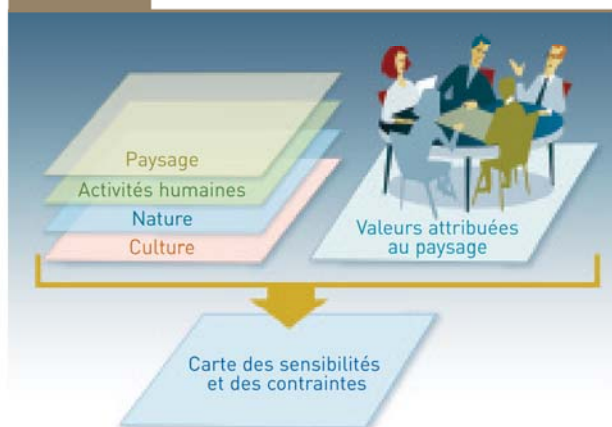 Paysage
Activités humaines
Nature
Culture
Valeurs attribuées
au paysage
Carte des sensibilités
et des contraintes